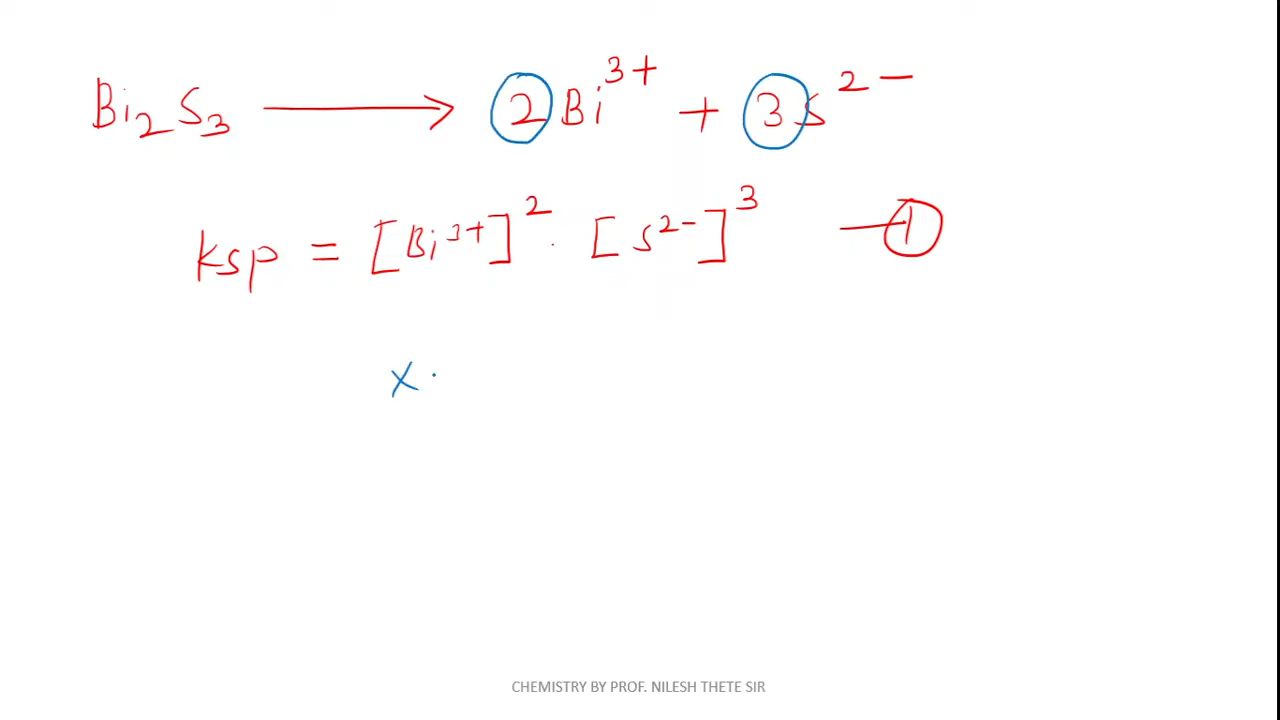 Bi₂S₃ ⟶ 2Bi³⁺ + 3S²⁻
ksp = [Bi³⁺]² · [S²⁻]³ — ①
x ·
CHEMISTRY BY PROF. NILESH THETE SIR